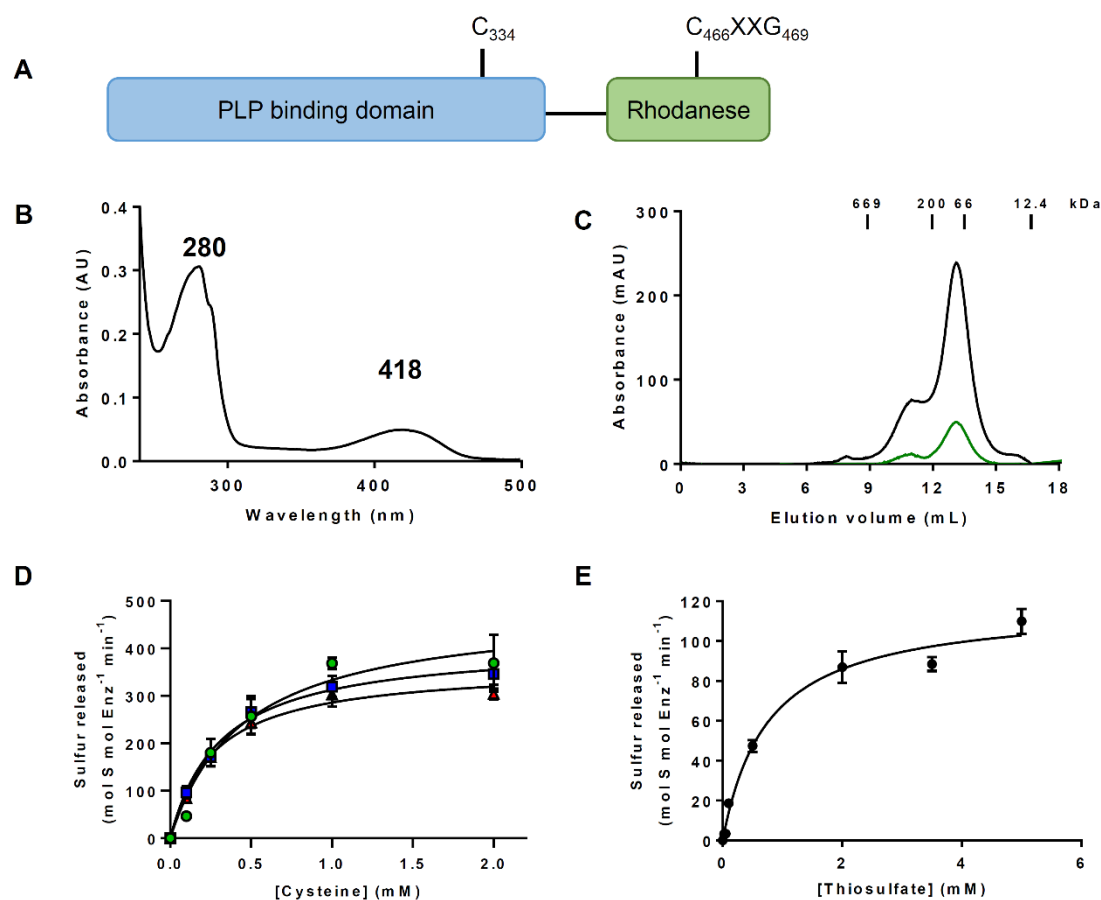 A
C₃₃₄
C₄₆₆XXG₄₆₉
PLP binding domain
Rhodanese
B
Absorbance (AU)
0.4
0.3
0.2
0.1
0.0
280
418
300
400
500
Wavelength (nm)
C
669
200
66
12.4
kDa
Absorbance (mAU)
300
200
100
0
0
3
6
9
12
15
18
Elution volume (mL)
D
Sulfur released
(mol S mol Enz⁻¹ min⁻¹)
500
400
300
200
100
0
0.0
0.5
1.0
1.5
2.0
[Cysteine] (mM)
E
Sulfur released
(mol S mol Enz⁻¹ min⁻¹)
120
100
80
60
40
20
0
0
2
4
6
[Thiosulfate] (mM)